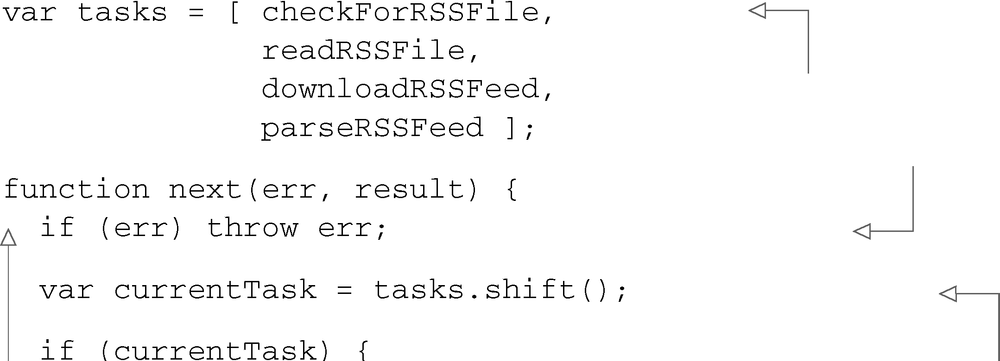 var tasks = [ checkForRSSFile,
              readRSSFile,
              downloadRSSFeed,
              parseRSSFeed ];
function next(err, result) {
  if (err) throw err;
  var currentTask = tasks.shift();
  if (currentTask) {